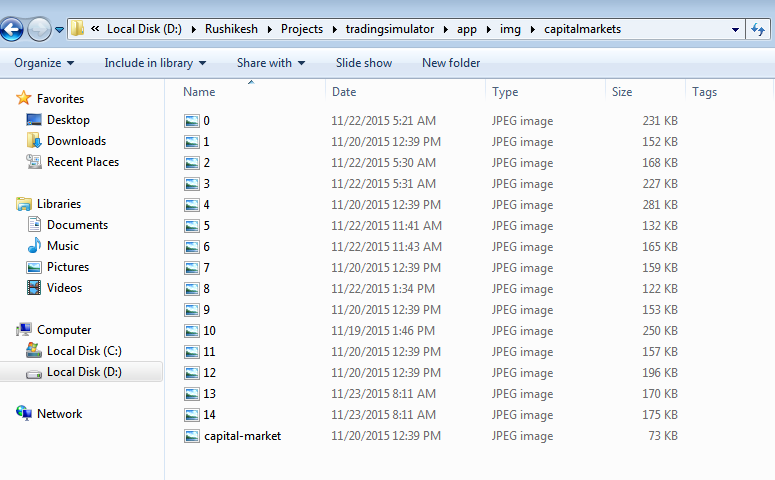 « Local Disk (D:) Rushikesh Projects tradingsimulator app img capitalmarkets
Organize Include in library Share with Slide show New folder
Favorites
Desktop
Downloads
Recent Places
Libraries
Documents
Music
Pictures
Videos
Computer
Local Disk (C:)
Local Disk (D:)
Network
Name Date Type Size Tags
0 11/22/2015 5:21 AM JPEG image 231 KB
1 11/20/2015 12:39 PM JPEG image 152 KB
2 11/22/2015 5:30 AM JPEG image 168 KB
3 11/22/2015 5:31 AM JPEG image 227 KB
4 11/20/2015 12:39 PM JPEG image 281 KB
5 11/22/2015 11:41 AM JPEG image 132 KB
6 11/22/2015 11:43 AM JPEG image 165 KB
7 11/20/2015 12:39 PM JPEG image 159 KB
8 11/22/2015 1:34 PM JPEG image 122 KB
9 11/20/2015 12:39 PM JPEG image 153 KB
10 11/19/2015 1:46 PM JPEG image 250 KB
11 11/20/2015 12:39 PM JPEG image 157 KB
12 11/20/2015 12:39 PM JPEG image 196 KB
13 11/23/2015 8:11 AM JPEG image 170 KB
14 11/23/2015 8:11 AM JPEG image 175 KB
capital-market 11/20/2015 12:39 PM JPEG image 73 KB